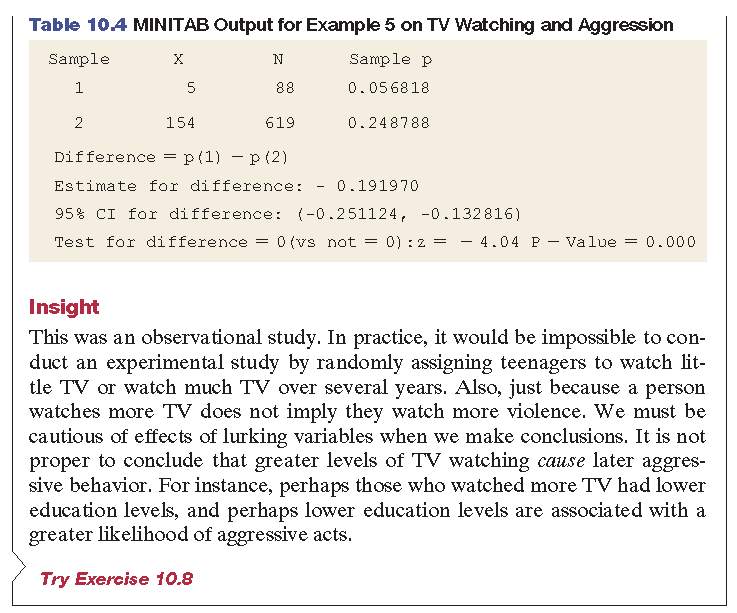 Table 10.4 MINITAB Output for Example 5 on TV Watching and Aggression
Sample X N Sample p
1 5 88 0.056818
2 154 619 0.248788
Difference = p(1) − p(2)
Estimate for difference: - 0.191970
95% CI for difference: (-0.251124, -0.132816)
Test for difference = 0(vs not = 0):z = − 4.04 P − Value = 0.000
Insight
This was an observational study. In practice, it would be impossible to con-
duct an experimental study by randomly assigning teenagers to watch lit-
tle TV or watch much TV over several years. Also, just because a person
watches more TV does not imply they watch more violence. We must be
cautious of effects of lurking variables when we make conclusions. It is not
proper to conclude that greater levels of TV watching cause later aggres-
sive behavior. For instance, perhaps those who watched more TV had lower
education levels, and perhaps lower education levels are associated with a
greater likelihood of aggressive acts.
Try Exercise 10.8